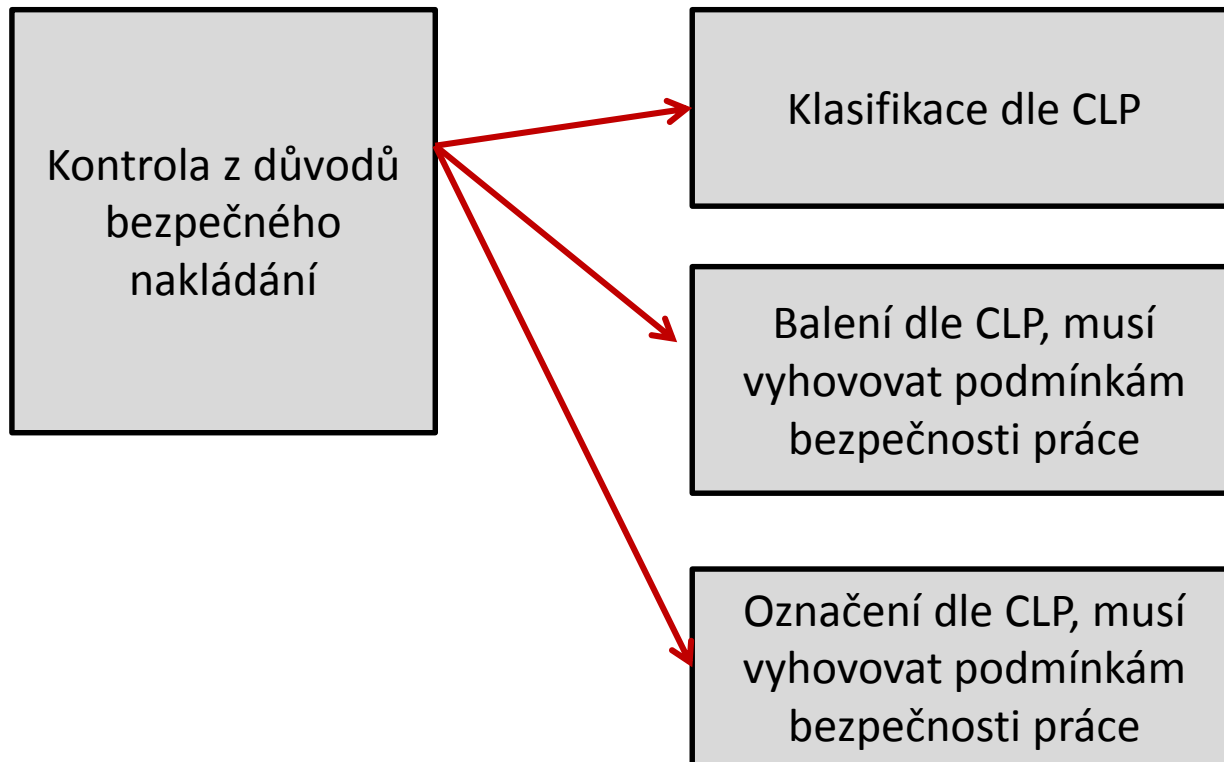 Kontrola z důvodů
bezpečného
nakládání
Klasifikace dle CLP
Balení dle CLP, musí
vyhovovat podmínkám
bezpečnosti práce
Označení dle CLP, musí
vyhovovat podmínkám
bezpečnosti práce